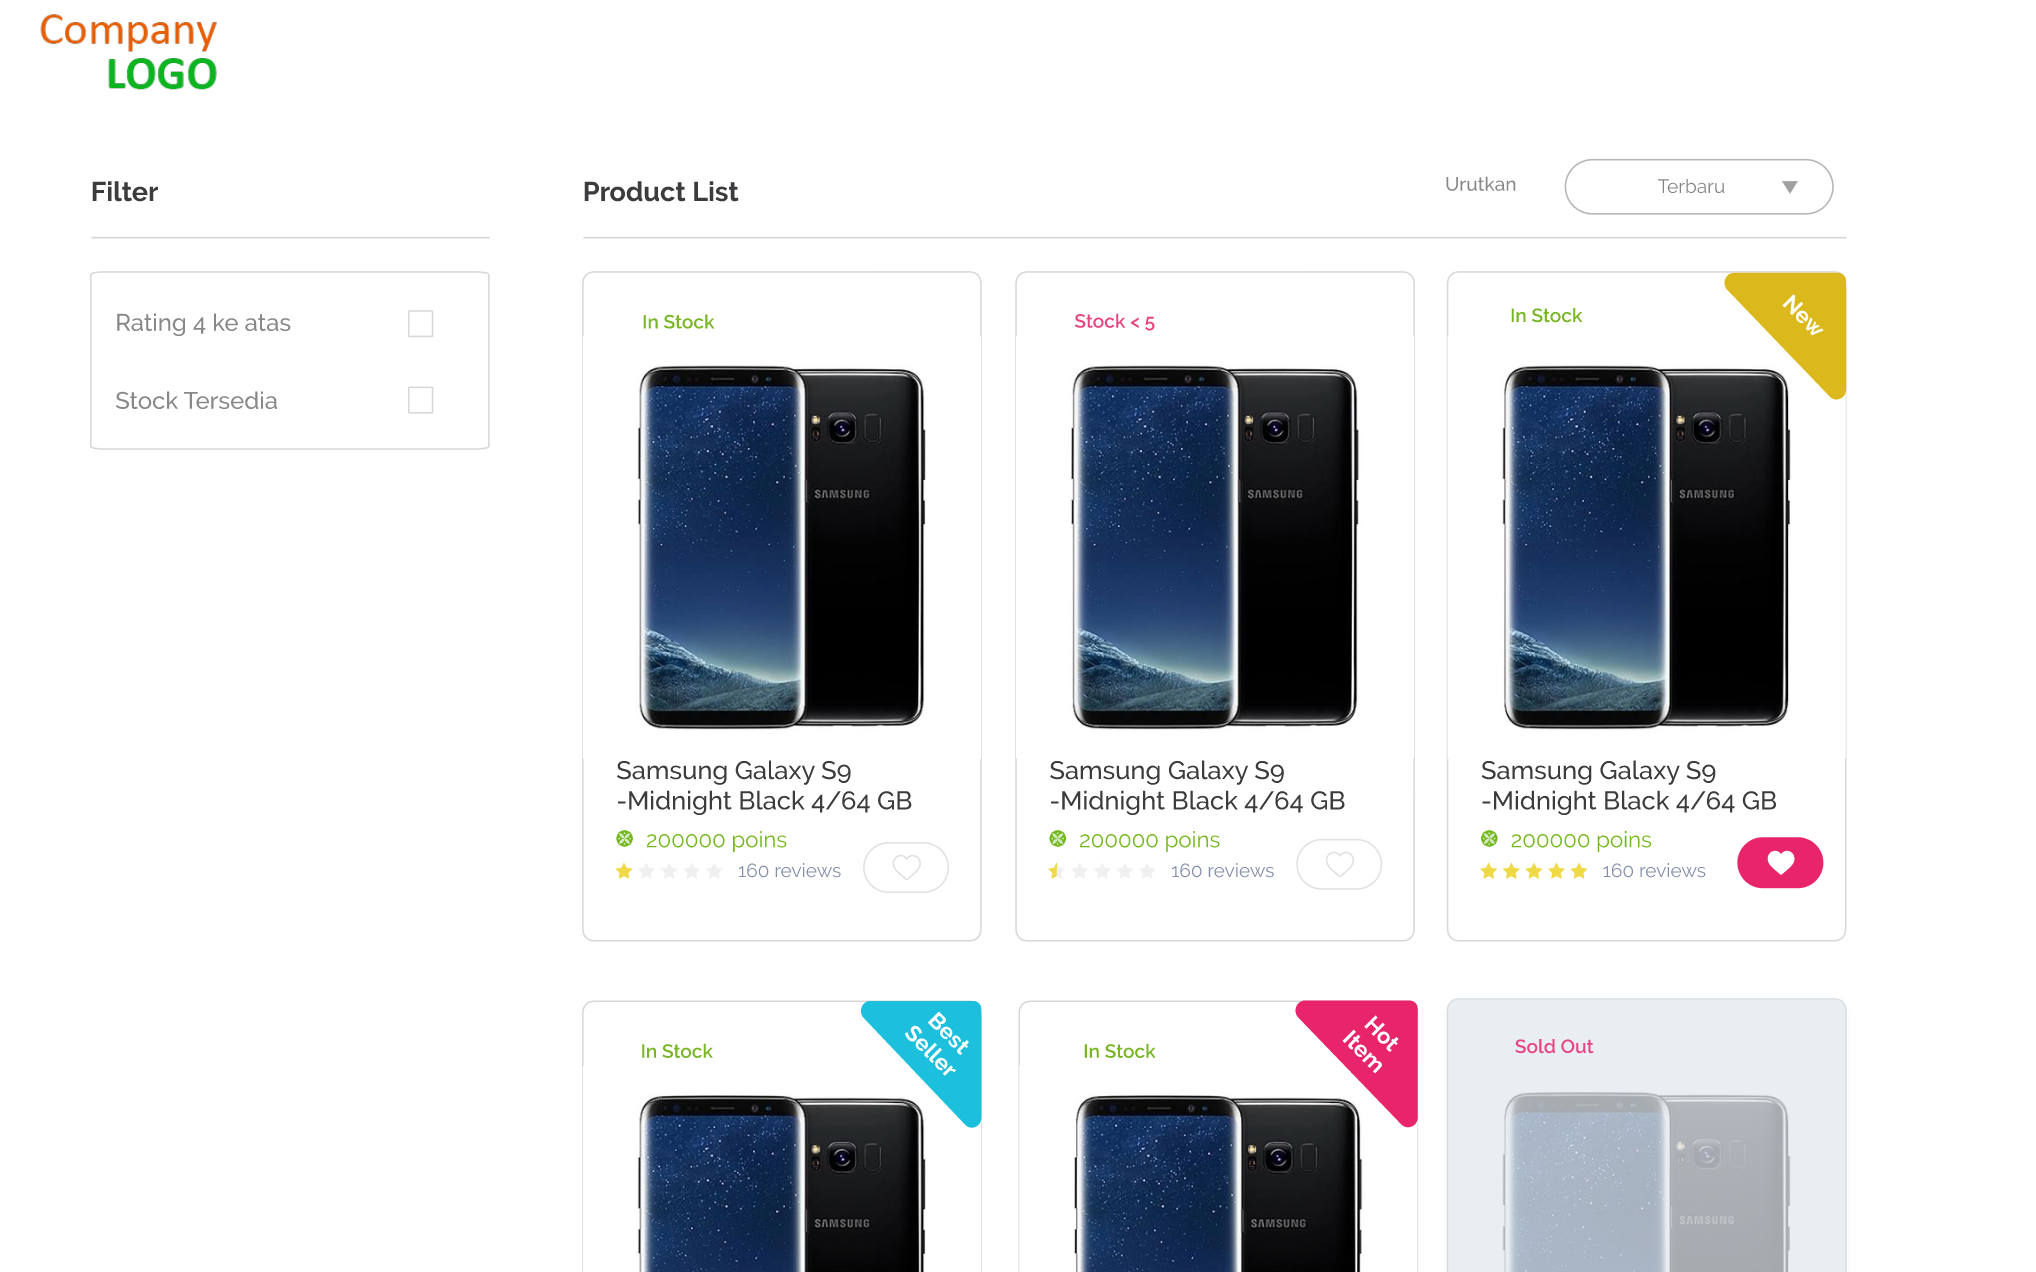 Company
LOGO
Filter
Product List
Urutkan
Terbaru
Rating 4 ke atas
Stock Tersedia
In Stock
SAMSUNG
Samsung Galaxy S9
-Midnight Black 4/64 GB
200000 poins
160 reviews
Stock < 5
SAMSUNG
Samsung Galaxy S9
-Midnight Black 4/64 GB
200000 poins
160 reviews
In Stock
New
SAMSUNG
Samsung Galaxy S9
-Midnight Black 4/64 GB
200000 poins
160 reviews
In Stock
Best
Seller
SAMSUNG
In Stock
Hot
Item
SAMSUNG
Sold Out
SAMSUNG